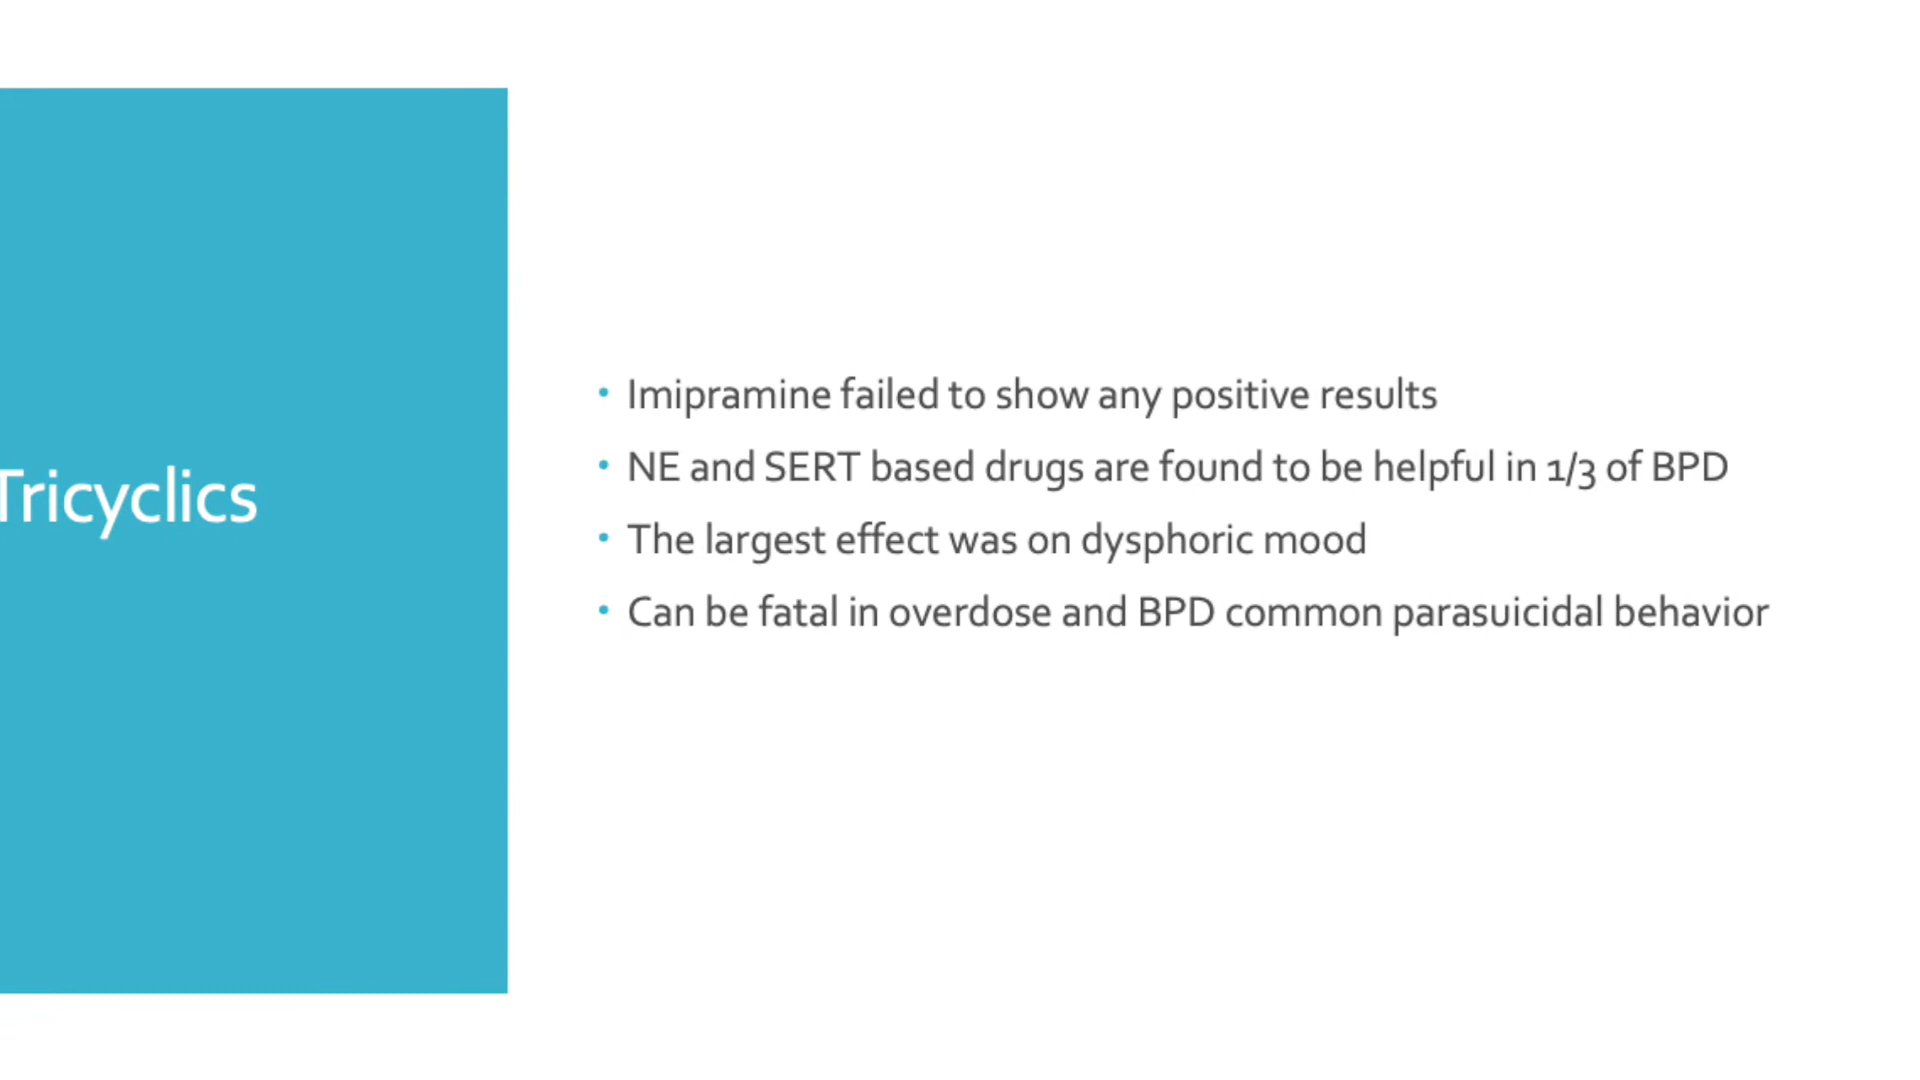 Tricyclics
• Imipramine failed to show any positive results
• NE and SERT based drugs are found to be helpful in 1/3 of BPD
• The largest effect was on dysphoric mood
• Can be fatal in overdose and BPD common parasuicidal behavior